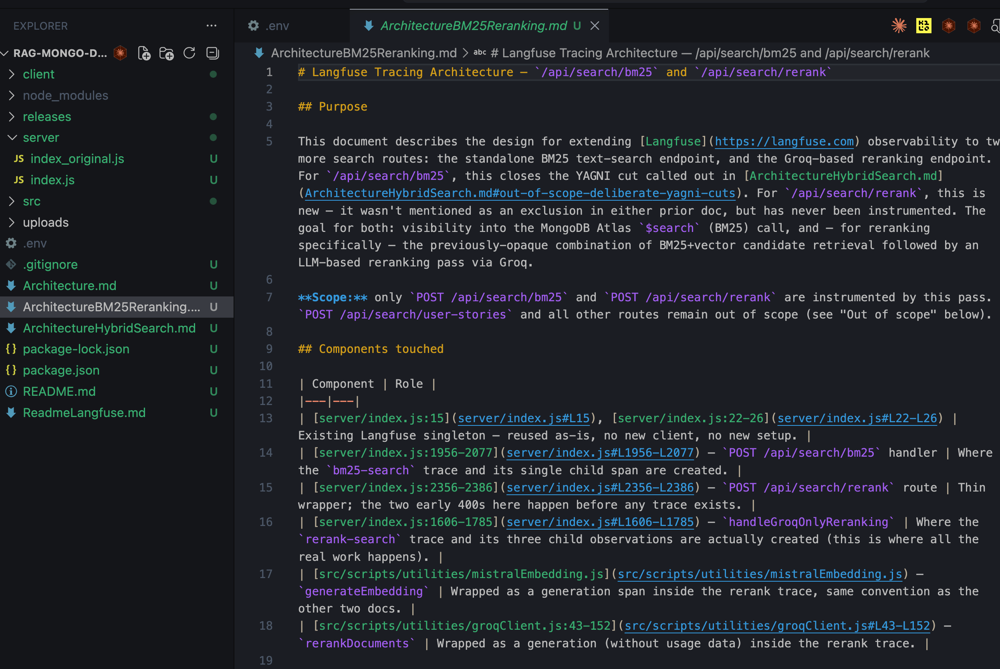 EXPLORER
RAG-MONGO-D...
client
node_modules
releases
server
JS index_original.js U
JS index.js U
src
uploads
.env
.gitignore U
Architecture.md U
ArchitectureBM25Reranking.... U
ArchitectureHybridSearch.md U
{} package-lock.json U
{} package.json U
README.md U
ReadmeLangfuse.md U
.env
ArchitectureBM25Reranking.md U
ArchitectureBM25Reranking.md > abc # Langfuse Tracing Architecture — /api/search/bm25 and /api/search/rerank
1 # Langfuse Tracing Architecture — `/api/search/bm25` and `/api/search/rerank`
2
3 ## Purpose
4
5 This document describes the design for extending [Langfuse](https://langfuse.com) observability to tw
more search routes: the standalone BM25 text-search endpoint, and the Groq-based reranking endpoint.
For `/api/search/bm25`, this closes the YAGNI cut called out in [ArchitectureHybridSearch.md]
(ArchitectureHybridSearch.md#out-of-scope-deliberate-yagni-cuts). For `/api/search/rerank`, this is
new — it wasn't mentioned as an exclusion in either prior doc, but has never been instrumented. The
goal for both: visibility into the MongoDB Atlas `$search` (BM25) call, and — for reranking
specifically — the previously-opaque combination of BM25+vector candidate retrieval followed by an
LLM-based reranking pass via Groq.
6
7 **Scope:** only `POST /api/search/bm25` and `POST /api/search/rerank` are instrumented by this pass.
`POST /api/search/user-stories` and all other routes remain out of scope (see "Out of scope" below).
8
9 ## Components touched
10
11 | Component | Role |
12 |---|---|
13 | [server/index.js:15](server/index.js#L15), [server/index.js:22-26](server/index.js#L22-L26) |
Existing Langfuse singleton — reused as-is, no new client, no new setup. |
14 | [server/index.js:1956-2077](server/index.js#L1956-L2077) — `POST /api/search/bm25` handler | Where
the `bm25-search` trace and its single child span are created. |
15 | [server/index.js:2356-2386](server/index.js#L2356-L2386) — `POST /api/search/rerank` route | Thin
wrapper; the two early 400s here happen before any trace exists. |
16 | [server/index.js:1606-1785](server/index.js#L1606-L1785) — `handleGroqOnlyReranking` | Where the
`rerank-search` trace and its three child observations are actually created (this is where all the
real work happens). |
17 | [src/scripts/utilities/mistralEmbedding.js](src/scripts/utilities/mistralEmbedding.js) —
`generateEmbedding` | Wrapped as a generation span inside the rerank trace, same convention as the
other two docs. |
18 | [src/scripts/utilities/groqClient.js:43-152](src/scripts/utilities/groqClient.js#L43-L152) —
`rerankDocuments` | Wrapped as a generation (without usage data) inside the rerank trace. |
19